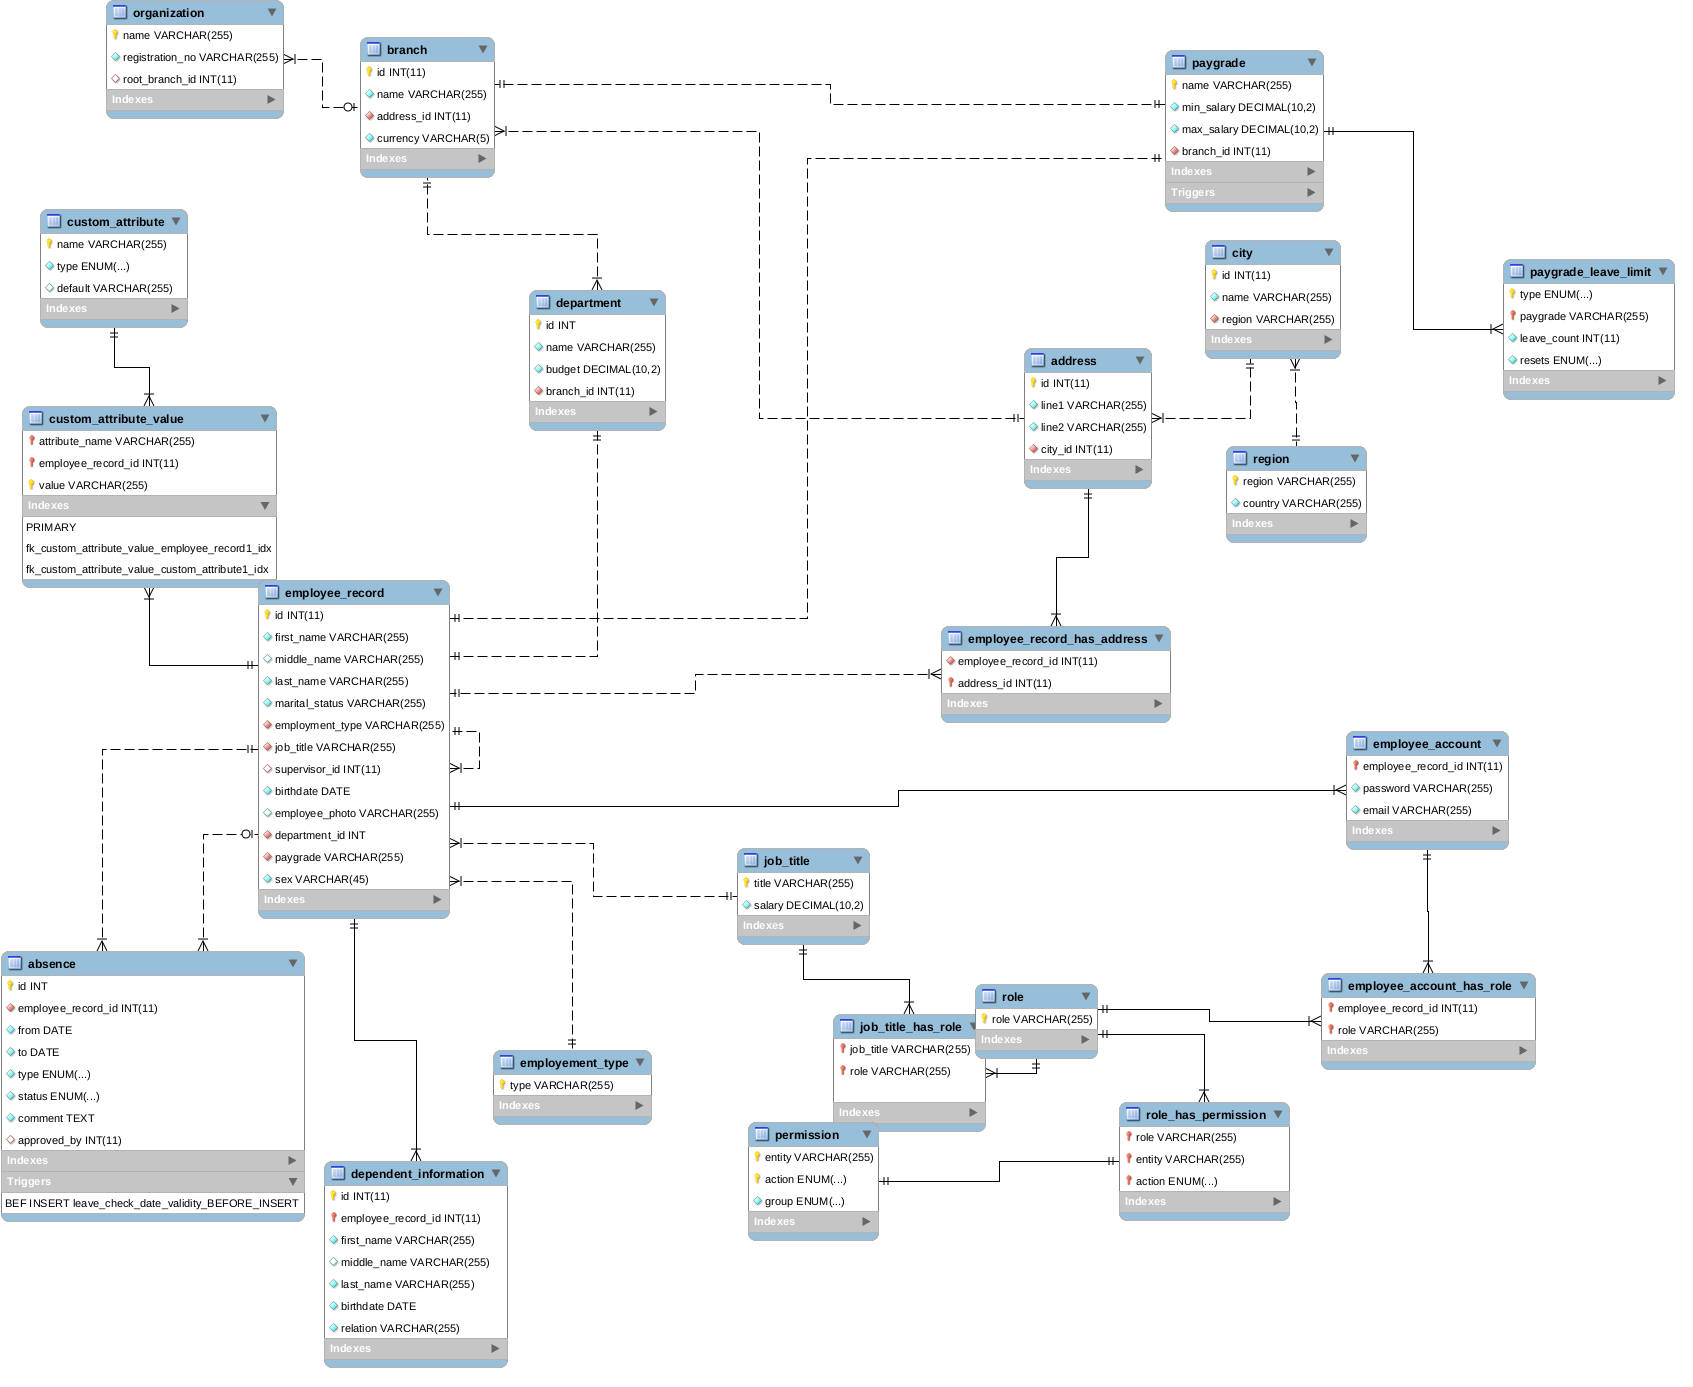 organization
name VARCHAR(255)
registration_no VARCHAR(255)
root_branch_id INT(11)
Indexes
branch
id INT(11)
name VARCHAR(255)
address_id INT(11)
currency VARCHAR(5)
Indexes
paygrade
name VARCHAR(255)
min_salary DECIMAL(10,2)
max_salary DECIMAL(10,2)
branch_id INT(11)
Indexes
Triggers
custom_attribute
name VARCHAR(255)
type ENUM(...)
default VARCHAR(255)
Indexes
city
id INT(11)
name VARCHAR(255)
region VARCHAR(255)
Indexes
paygrade_leave_limit
type ENUM(...)
paygrade VARCHAR(255)
leave_count INT(11)
resets ENUM(...)
Indexes
department
id INT
name VARCHAR(255)
budget DECIMAL(10,2)
branch_id INT(11)
Indexes
address
id INT(11)
line1 VARCHAR(255)
line2 VARCHAR(255)
city_id INT(11)
Indexes
custom_attribute_value
attribute_name VARCHAR(255)
employee_record_id INT(11)
value VARCHAR(255)
Indexes
PRIMARY
fk_custom_attribute_value_employee_record1_idx
fk_custom_attribute_value_custom_attribute1_idx
region
region VARCHAR(255)
country VARCHAR(255)
Indexes
employee_record
id INT(11)
first_name VARCHAR(255)
middle_name VARCHAR(255)
last_name VARCHAR(255)
marital_status VARCHAR(255)
employment_type VARCHAR(255)
job_title VARCHAR(255)
supervisor_id INT(11)
birthdate DATE
employee_photo VARCHAR(255)
department_id INT
paygrade VARCHAR(255)
sex VARCHAR(45)
Indexes
employee_record_has_address
employee_record_id INT(11)
address_id INT(11)
Indexes
employee_account
employee_record_id INT(11)
password VARCHAR(255)
email VARCHAR(255)
Indexes
job_title
title VARCHAR(255)
salary DECIMAL(10,2)
Indexes
absence
id INT
employee_record_id INT(11)
from DATE
to DATE
type ENUM(...)
status ENUM(...)
comment TEXT
approved_by INT(11)
Indexes
Triggers
BEF INSERT leave_check_date_validity_BEFORE_INSERT
employement_type
type VARCHAR(255)
Indexes
job_title_has_role
job_title VARCHAR(255)
role VARCHAR(255)
Indexes
role
role VARCHAR(255)
Indexes
employee_account_has_role
employee_record_id INT(11)
role VARCHAR(255)
Indexes
permission
entity VARCHAR(255)
action ENUM(...)
group ENUM(...)
Indexes
role_has_permission
role VARCHAR(255)
entity VARCHAR(255)
action ENUM(...)
Indexes
dependent_information
id INT(11)
employee_record_id INT(11)
first_name VARCHAR(255)
middle_name VARCHAR(255)
last_name VARCHAR(255)
birthdate DATE
relation VARCHAR(255)
Indexes